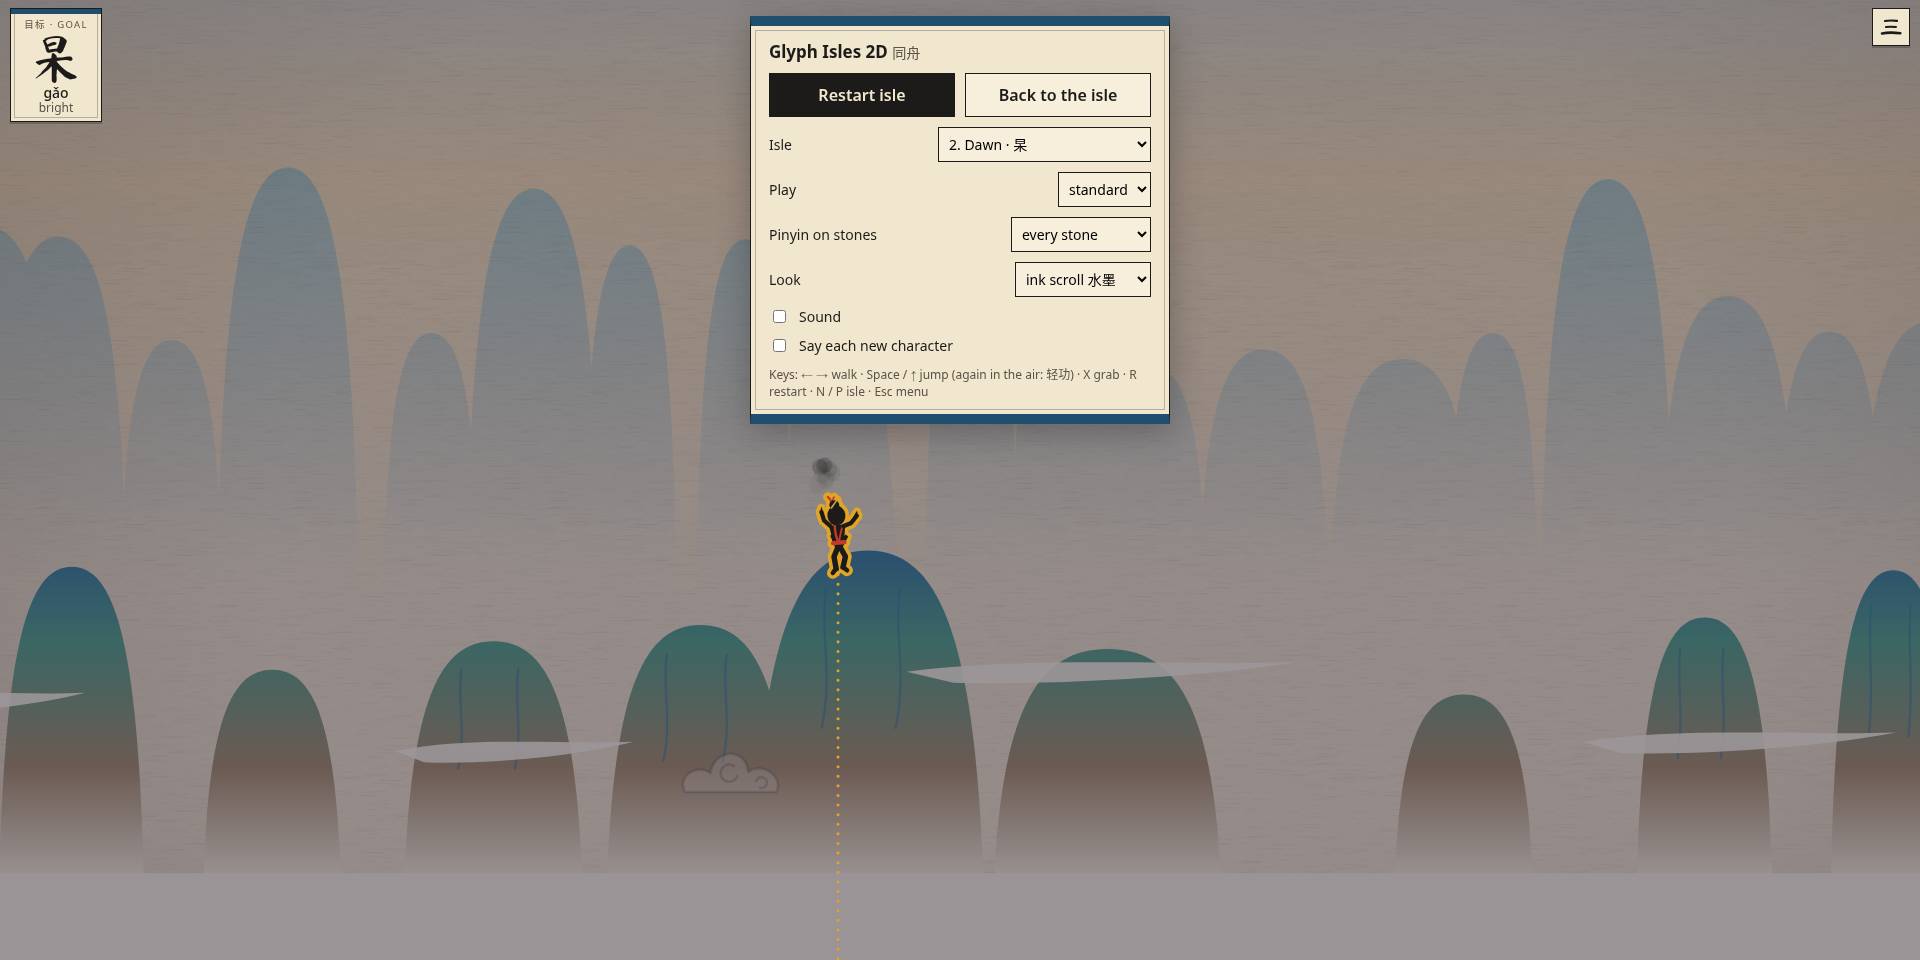 目标 · GOAL
杲
gǎo
bright
三
Glyph Isles 2D 同舟
Restart isle
Back to the isle
Isle
2. Dawn · 杲
Play
standard
Pinyin on stones
every stone
Look
ink scroll 水墨
Sound
Say each new character
Keys: ←→ walk · Space / ↑ jump (again in the air: 轻功) · X grab · R
restart · N / P isle · Esc menu